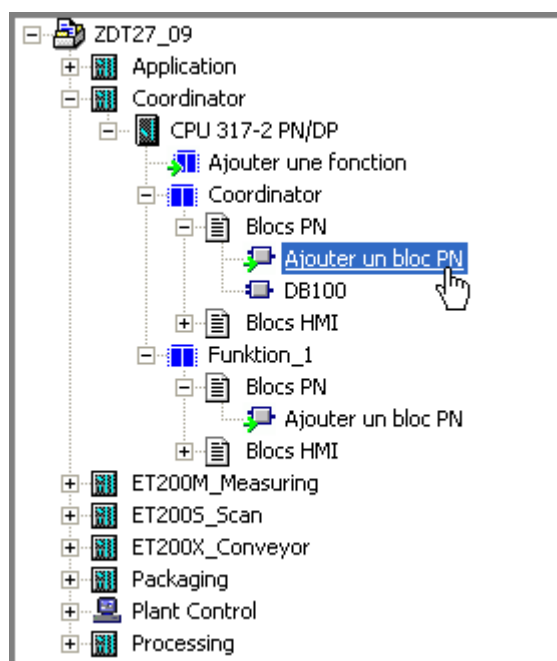 ZDT27_09
Application
Coordinator
CPU 317-2 PN/DP
Ajouter une fonction
Coordinator
Blocs PN
Ajouter un bloc PN
DB100
Blocs HMI
Funktion_1
Blocs PN
Ajouter un bloc PN
Blocs HMI
ET200M_Measuring
ET200S_Scan
ET200X_Conveyor
Packaging
Plant Control
Processing